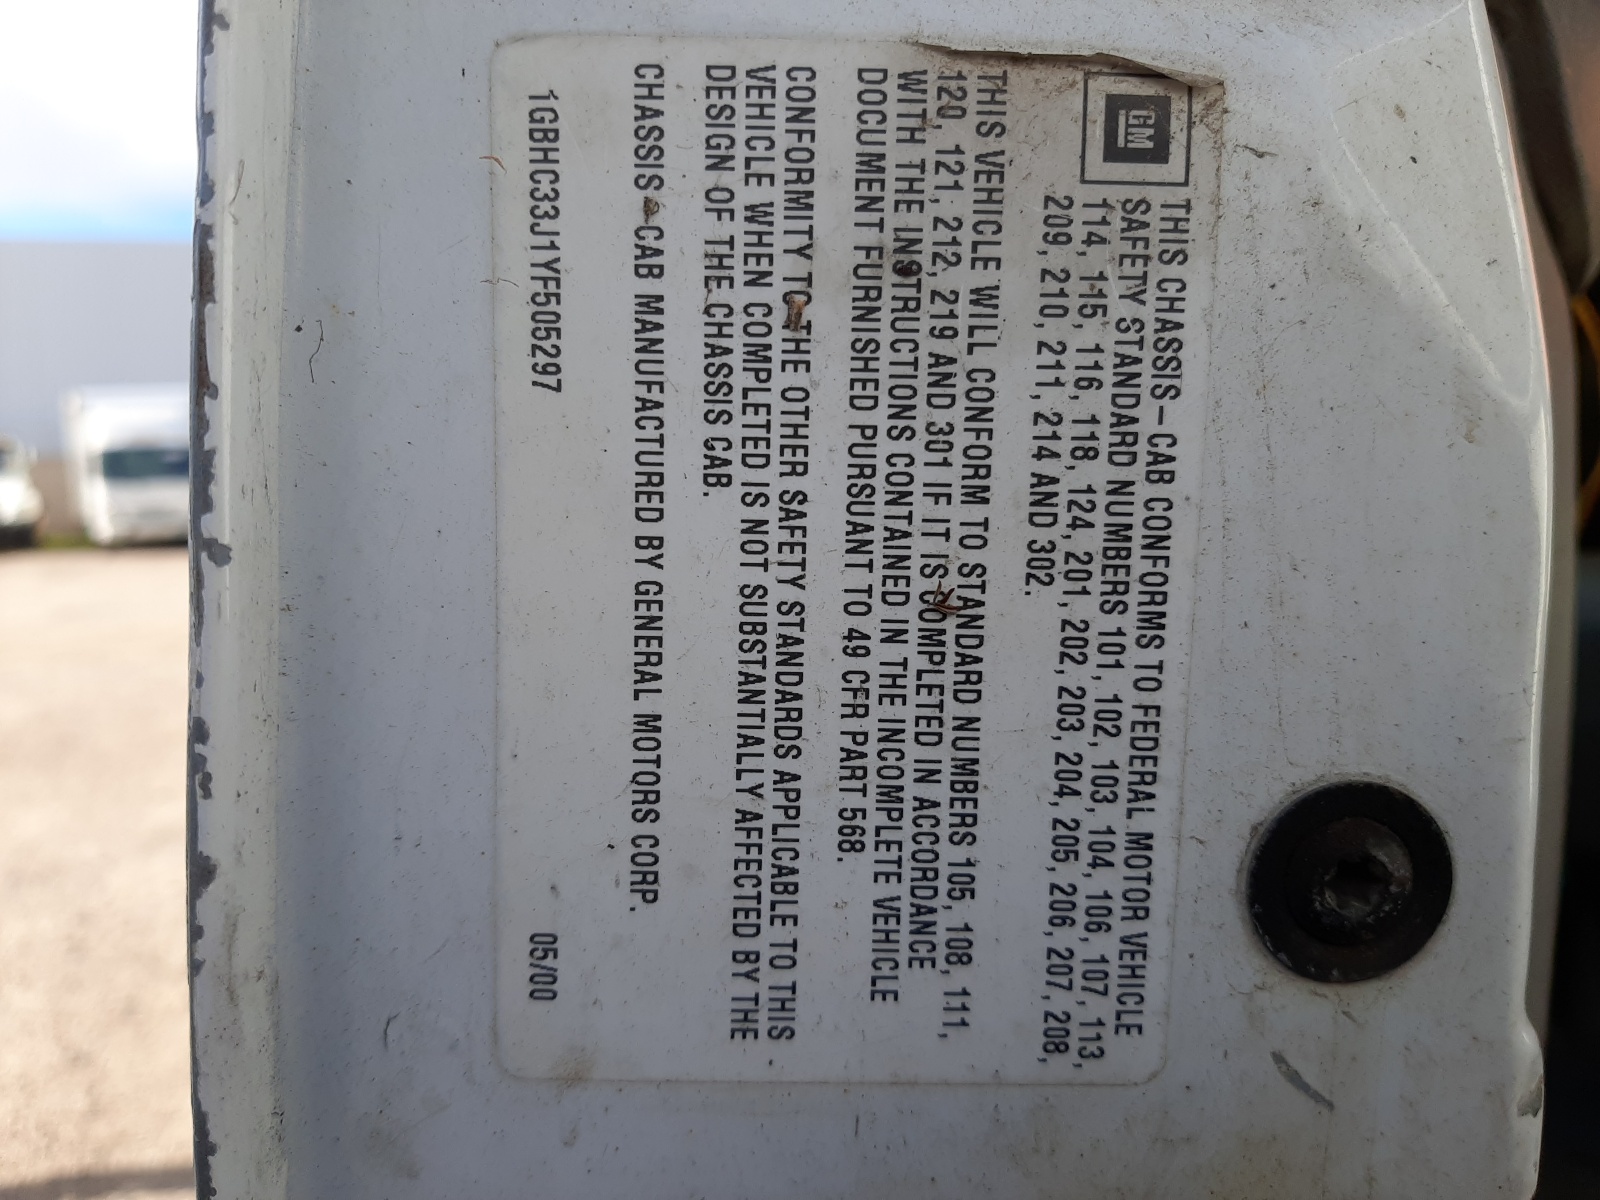 GM
THIS CHASSIS-CAB CONFORMS TO FEDERAL MOTOR VEHICLE
SAFETY STANDARD NUMBERS 101, 102, 103, 104, 106, 107, 113,
114, 115, 116, 118, 124, 201, 202, 203, 204, 205, 206, 207, 208,
209, 210, 211, 214 AND 302.
THIS VEHICLE WILL CONFORM TO STANDARD NUMBERS 105, 108, 111,
120, 121, 212, 219 AND 301 IF IT IS COMPLETED IN ACCORDANCE
WITH THE INSTRUCTIONS CONTAINED IN THE INCOMPLETE VEHICLE
DOCUMENT FURNISHED PURSUANT TO 49 CFR PART 568.
CONFORMITY TO THE OTHER SAFETY STANDARDS APPLICABLE TO THIS
VEHICLE WHEN COMPLETED IS NOT SUBSTANTIALLY AFFECTED BY THE
DESIGN OF THE CHASSIS CAB.
CHASSIS-CAB MANUFACTURED BY GENERAL MOTORS CORP.
1GBHC33J1YF505297 05/00